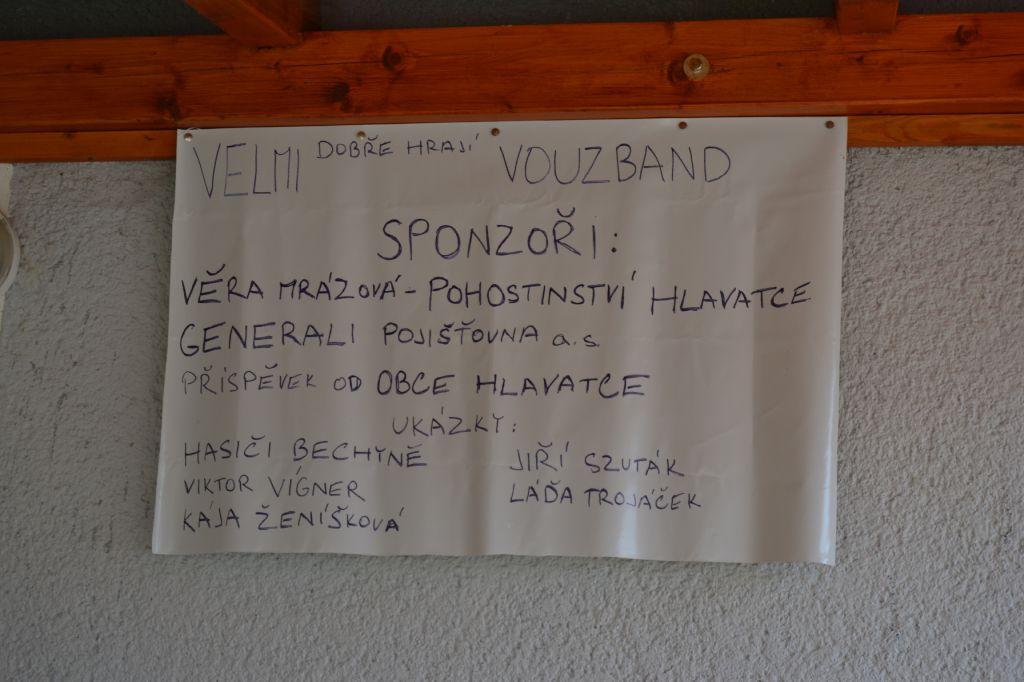 VELMI DOBŘE HRAJÍ VOUZBAND
SPONZOŘI:
VĚRA MRÁZOVÁ - POHOSTINSTVÍ HLAVATCE
GENERALI POJIŠŤOVNA a.s.
PŘÍSPĚVEK OD OBCE HLAVATCE
UKÁZKY:
HASIČI BECHYNĚ JIŘÍ SZUTÁK
VIKTOR VÍGNER LÁĎA TROJÁČEK
KÁJA ŽENÍŠKOVÁ